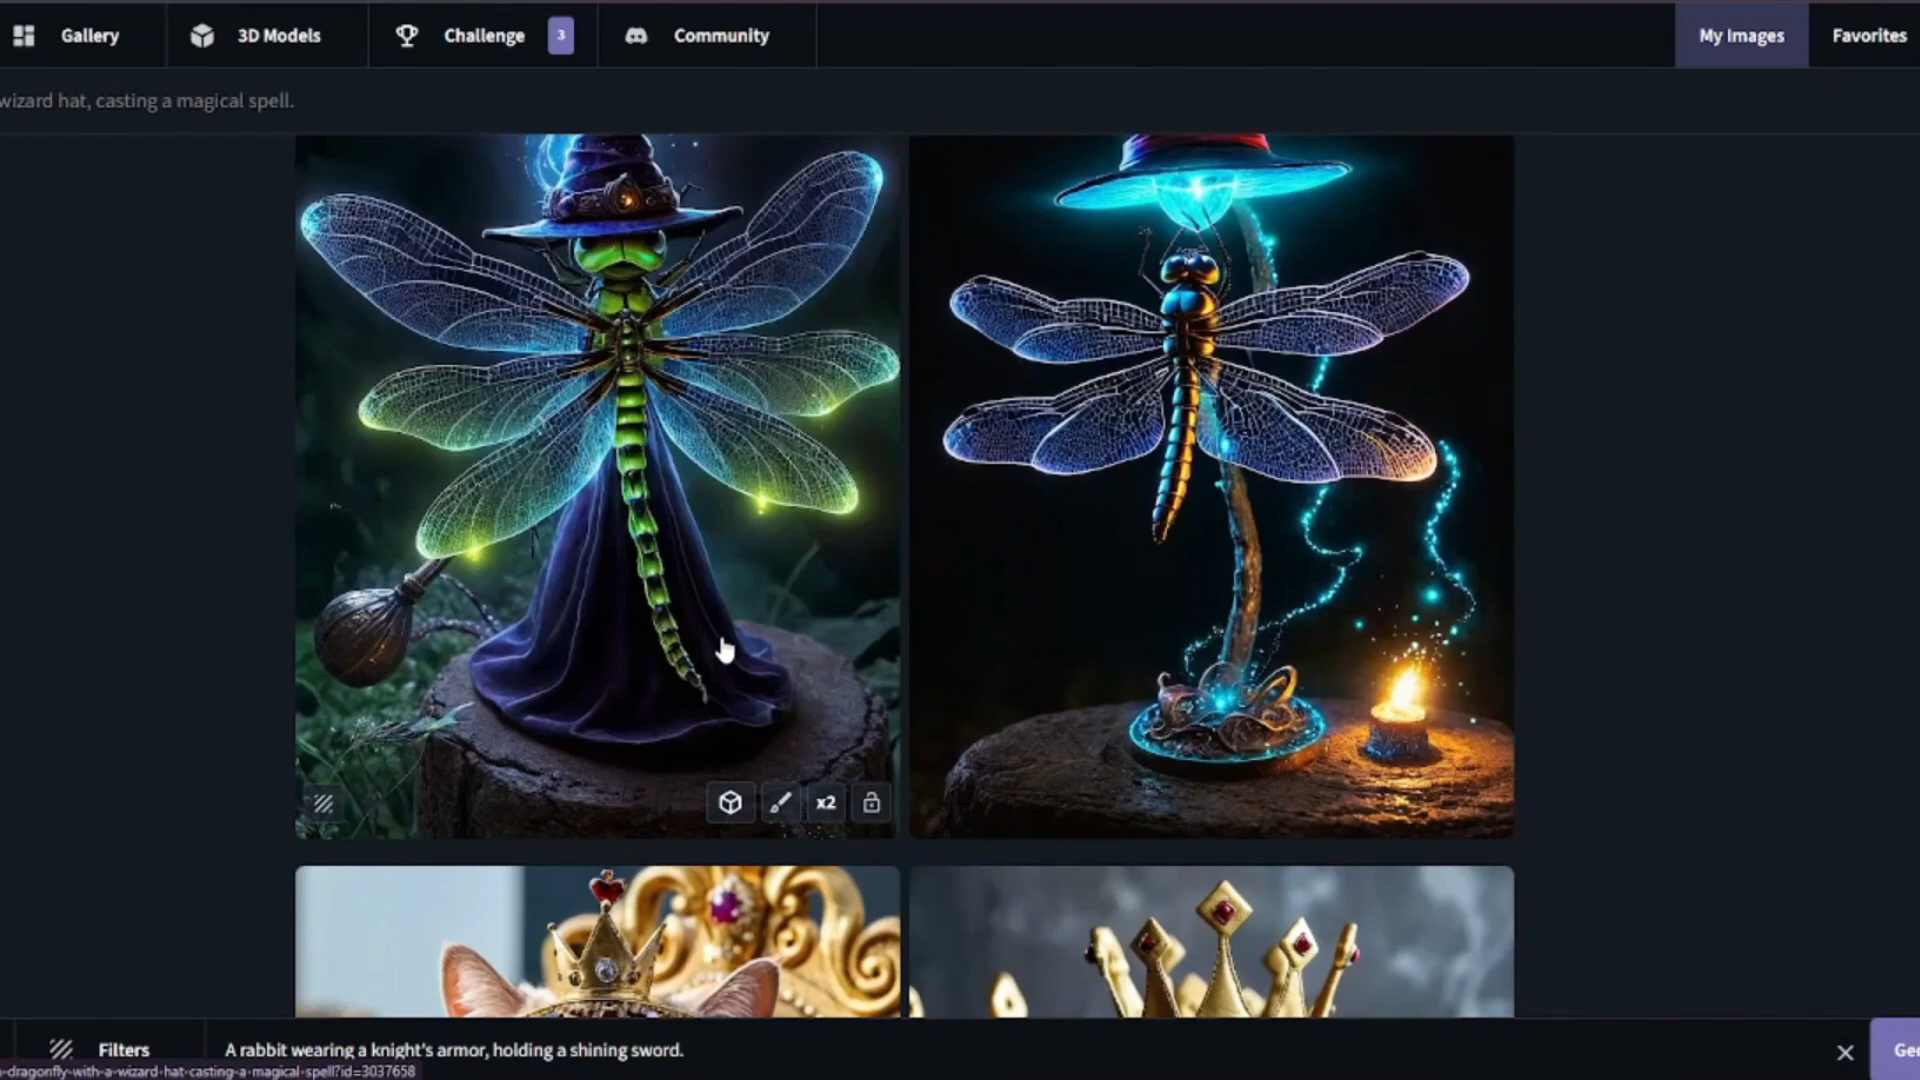 Gallery
3D Models
Challenge
3
Community
My Images
Favorites
wizard hat, casting a magical spell.
x2
Filters
A rabbit wearing a knight's armor, holding a shining sword.
Ge
-dragonfly-with-a-wizard-hat-casting-a-magical-spell?id=3037658